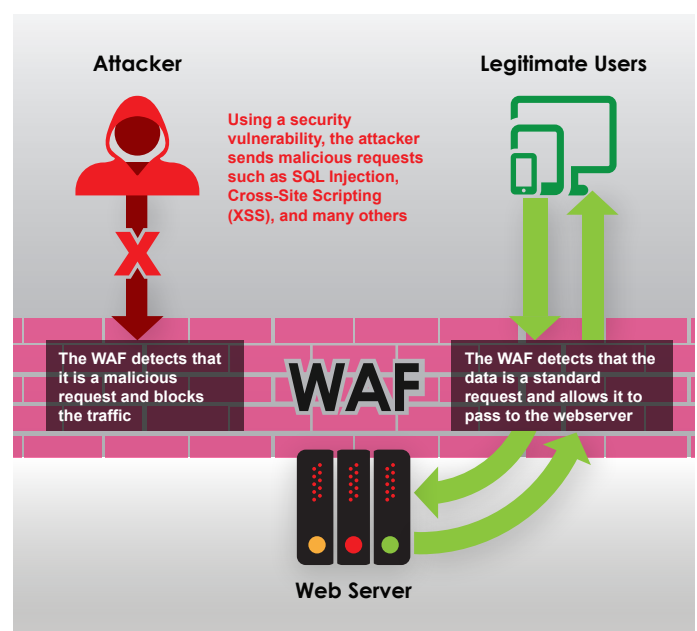 Attacker
Legitimate Users
Using a security
vulnerability, the attacker
sends malicious requests
such as SQL Injection,
Cross-Site Scripting
(XSS), and many others
The WAF detects that
it is a malicious
request and blocks
the traffic
WAF
The WAF detects that the
data is a standard
request and allows it to
pass to the webserver
Web Server